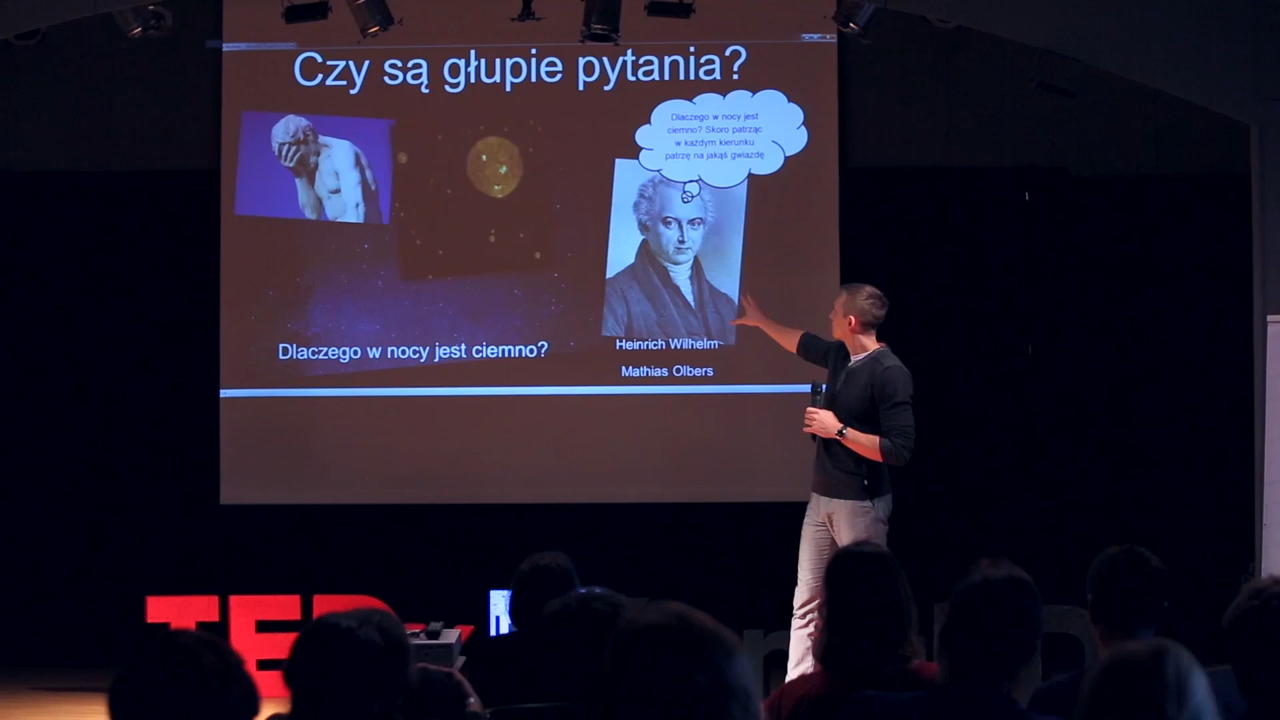 Czy są głupie pytania?
Dlaczego w nocy jest
ciemno? Skoro patrząc
w każdym kierunku
patrzę na jakąś gwiazdę
Dlaczego w nocy jest ciemno?
Heinrich Wilhelm
Mathias Olbers
TEDx